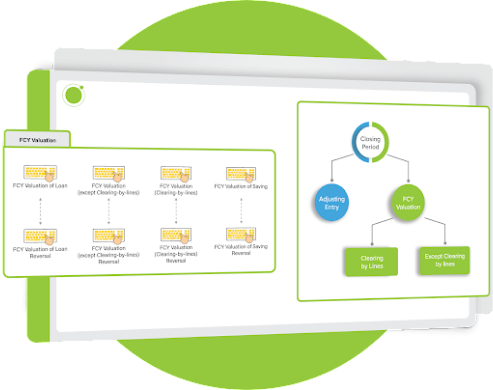 FCY Valuation
FCY Valuation of Loan
FCY Valuation
(except Clearing-by-lines)
FCY Valuation
(Clearing-by-lines)
FCY Valuation of Saving
FCY Valuation of Loan
Reversal
FCY Valuation
(except Clearing-by-lines)
Reversal
FCY Valuation
(Clearing-by-lines)
Reversal
FCY Valuation of Saving
Reversal
Closing
Period
Adjusting
Entry
FCY
Valuation
Clearing
by Lines
Except Clearing
by lines